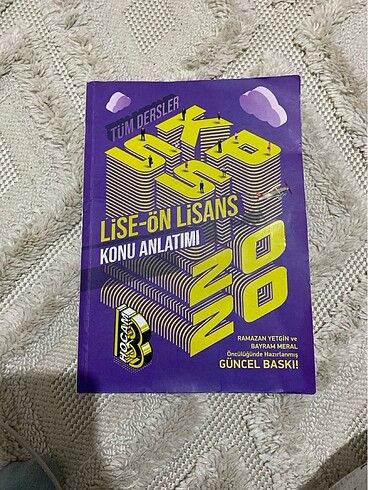 TÜM DERSLER
KPSS
LİSE-ÖN LİSANS
KONU ANLATIMI
2020
B
HOCAM
RAMAZAN YETGİN ve
BAYRAM MERAL
Öncülüğünde Hazırlanmış
GÜNCEL BASKI!